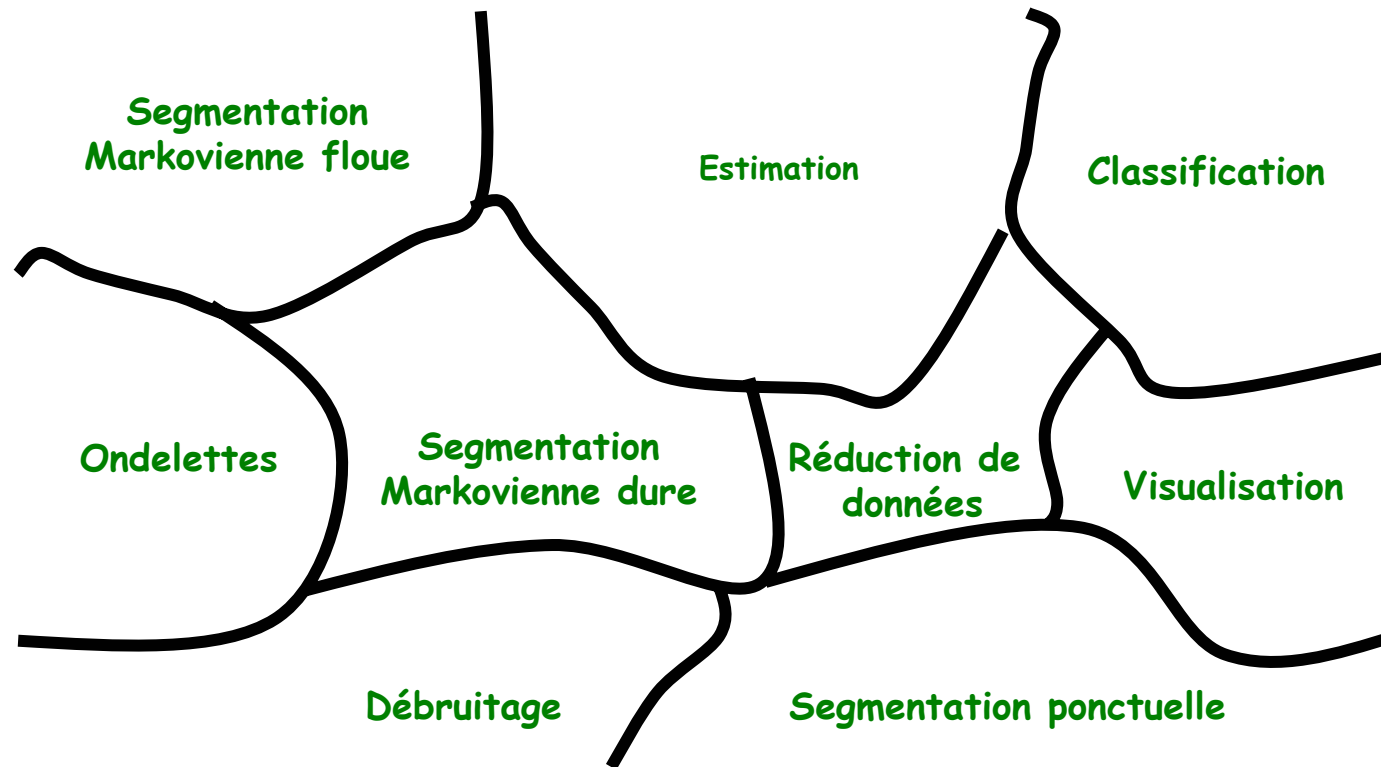 Segmentation
Markovienne floue
Estimation
Classification
Ondelettes
Segmentation
Markovienne dure
Réduction de
données
Visualisation
Débruitage
Segmentation ponctuelle